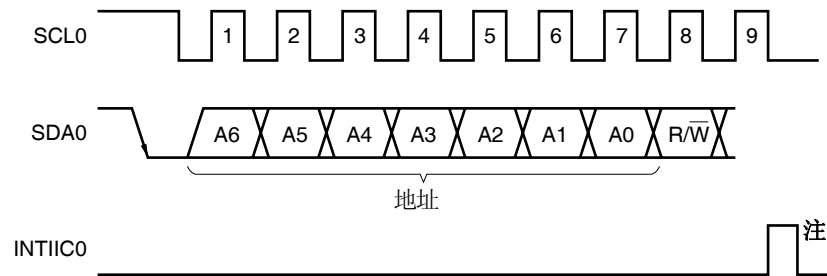 SCL0 1 2 3 4 5 6 7 8 9
SDA0 A6 A5 A4 A3 A2 A1 A0 R/W̅
地址
INTIIC0 注